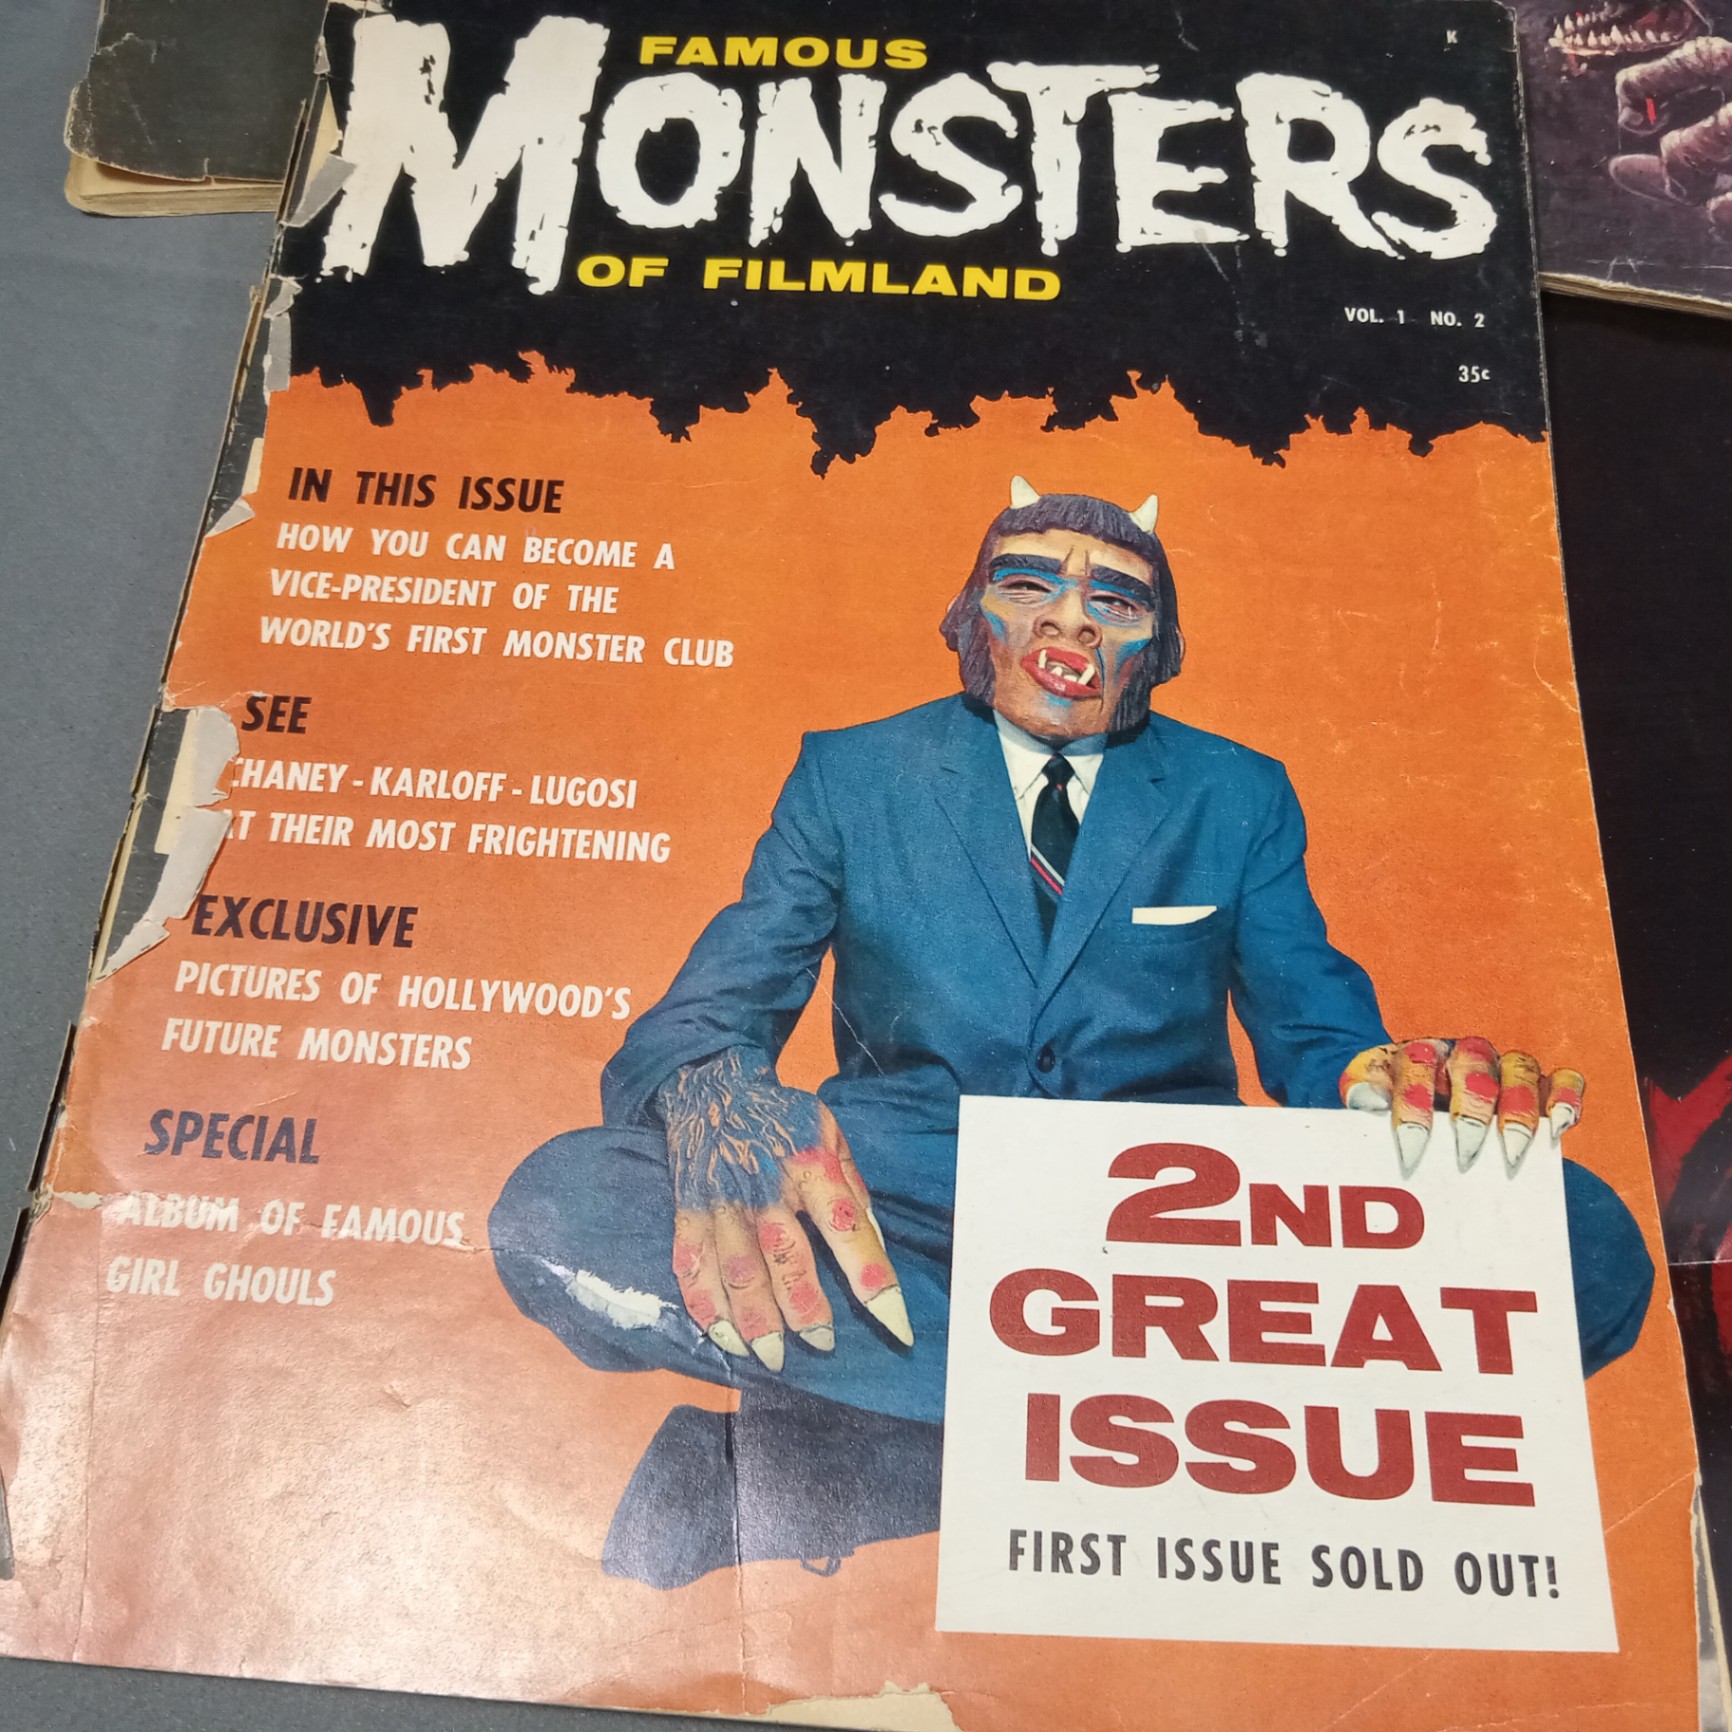 FAMOUS
MONSTERS
OF FILMLAND
K
VOL. 1 NO. 2
35c
IN THIS ISSUE
HOW YOU CAN BECOME A
VICE-PRESIDENT OF THE
WORLD'S FIRST MONSTER CLUB
SEE
CHANEY - KARLOFF - LUGOSI
AT THEIR MOST FRIGHTENING
EXCLUSIVE
PICTURES OF HOLLYWOOD'S
FUTURE MONSTERS
SPECIAL
ALBUM OF FAMOUS
GIRL GHOULS
2ND
GREAT
ISSUE
FIRST ISSUE SOLD OUT!